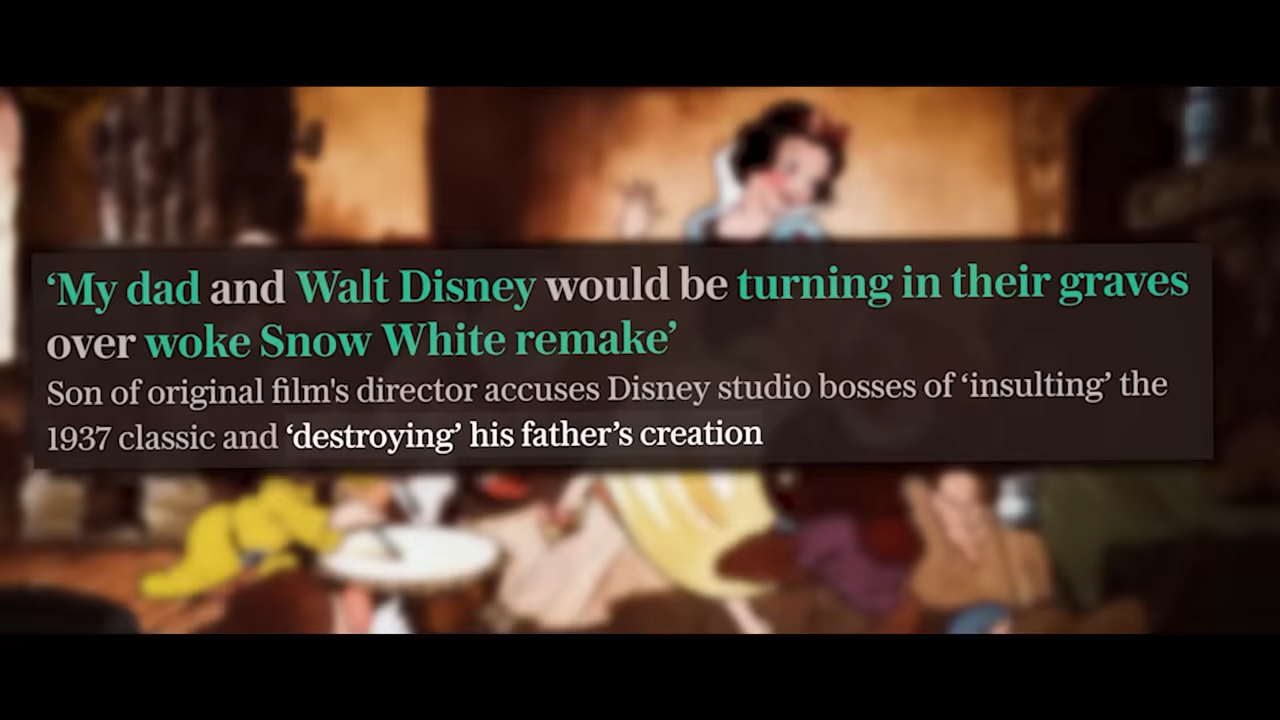 ‘My dad and Walt Disney would be turning in their graves
over woke Snow White remake’
Son of original film's director accuses Disney studio bosses of ‘insulting’ the
1937 classic and ‘destroying’ his father’s creation